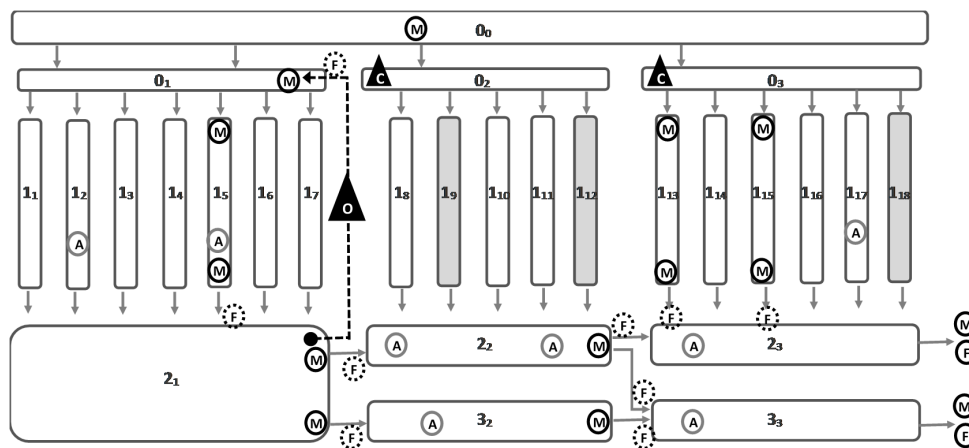 M 0₀
F
0₁ M C 0₂ C 0₃
M M M
1₁ 1₂ 1₃ 1₄ 1₅ 1₆ 1₇ O 1₈ 1₉ 1₁₀ 1₁₁ 1₁₂ 1₁₃ 1₁₄ 1₁₅ 1₁₆ 1₁₇ 1₁₈
A A A
M M M
F F F F M
M A 2₂ A M A 2₃ F
2₁ F
F M
M A 3₂ M A 3₃
F F F